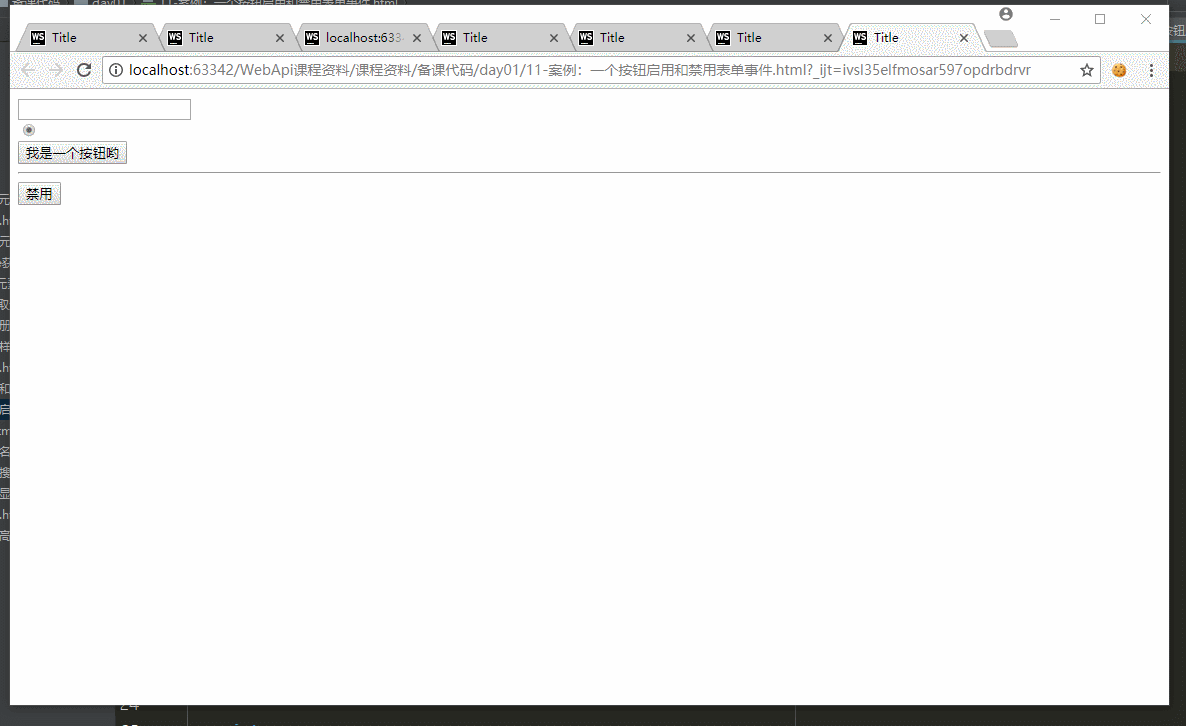 Title
Title
localhost:633
Title
Title
Title
Title
localhost:63342/WebApi课程资料/课程资料/备课代码/day01/11-案例：一个按钮启用和禁用表单事件.html?_ijt=ivsl35elfmosar597opdrbdrvr
我是一个按钮哟
禁用